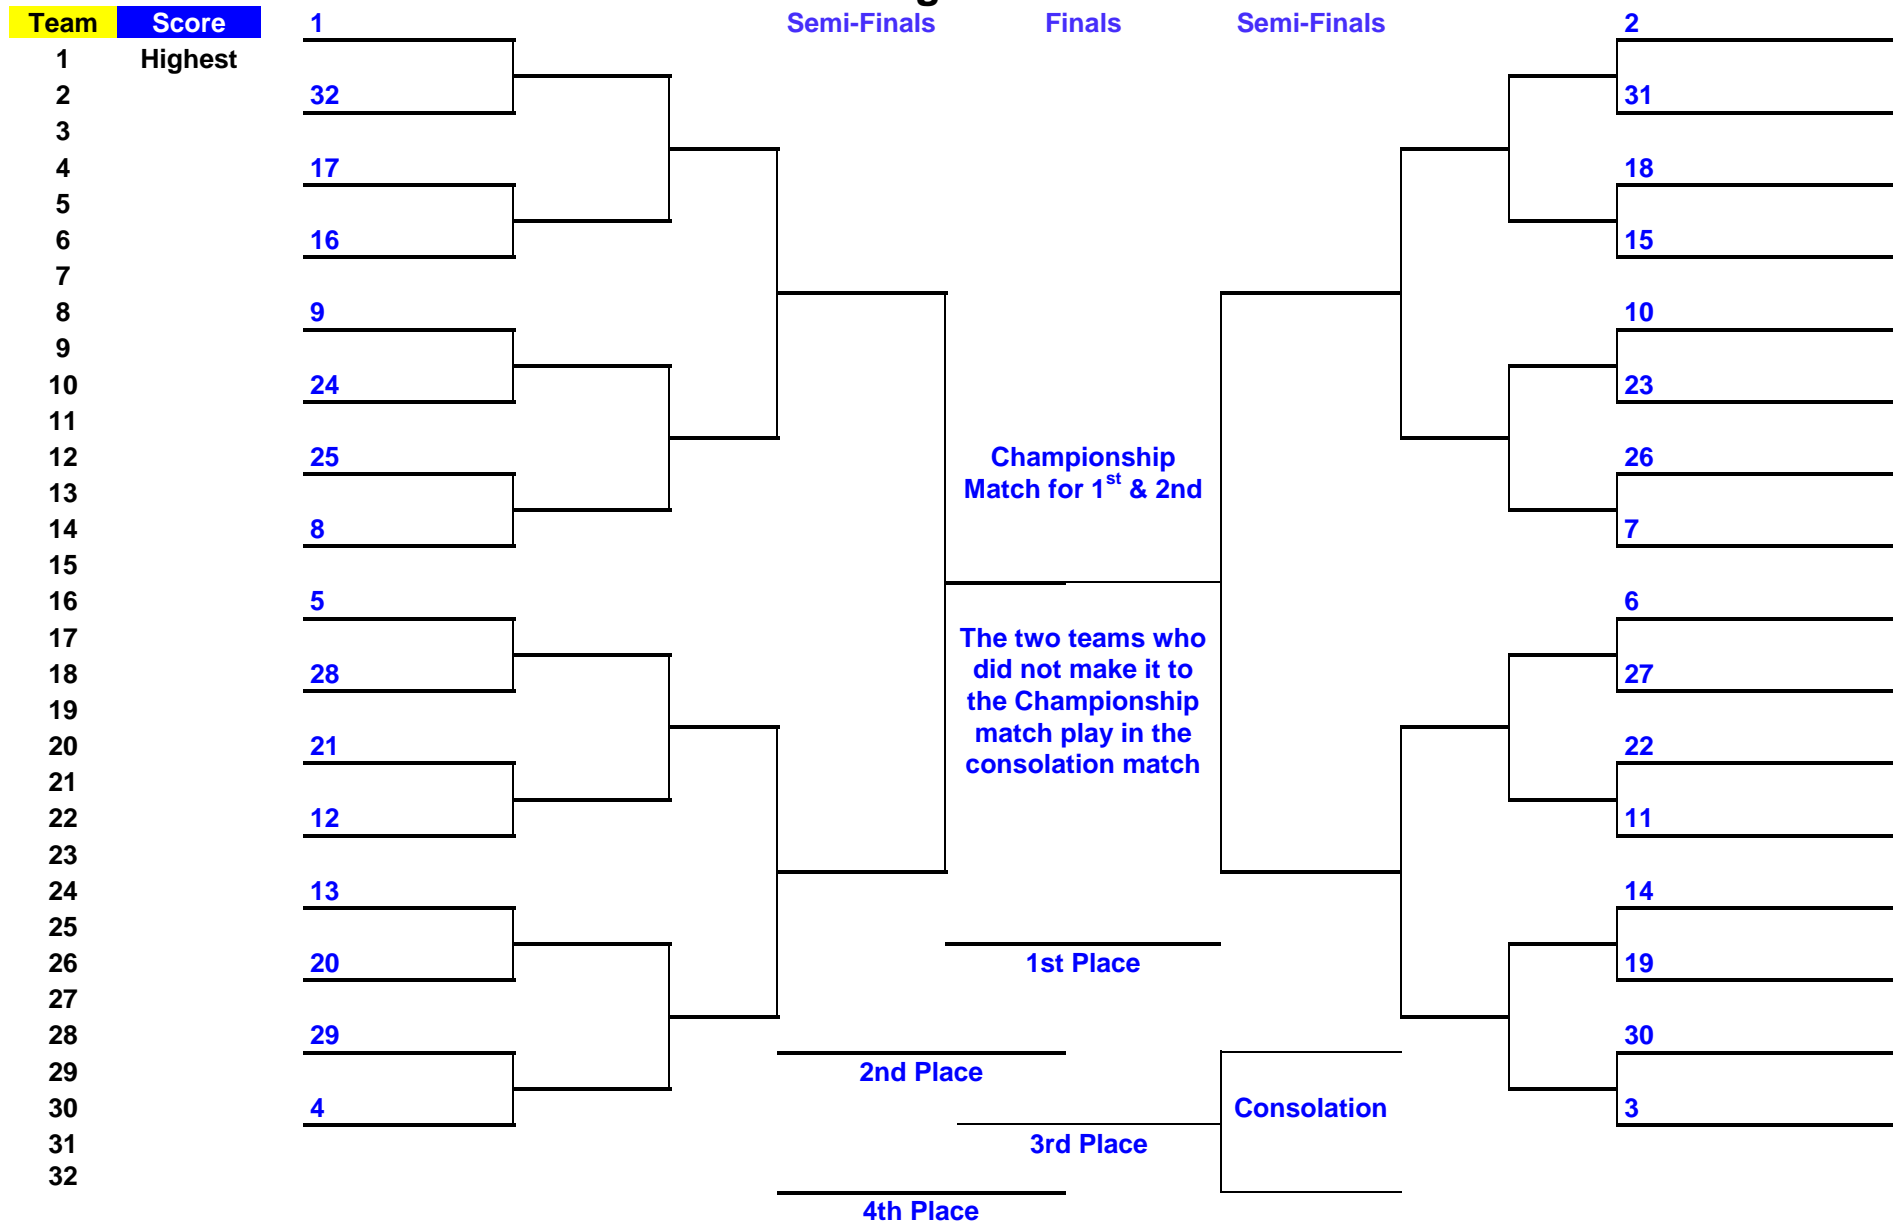 Team Score 1 Semi-Finals Finals Semi-Finals 2
1 Highest
2 32 31
3
4 17 18
5
6 16 15
7
8 9 10
9
10 24 23
11
12 25 Championship 26
13 Match for 1st & 2nd
14 8 7
15
16 5 6
17 The two teams who
18 28 did not make it to 27
19 the Championship
20 21 match play in the 22
21 consolation match
22 12 11
23
24 13 14
25
26 20 1st Place 19
27
28 29 30
29 2nd Place
30 4 Consolation 3
31 3rd Place
32
4th Place